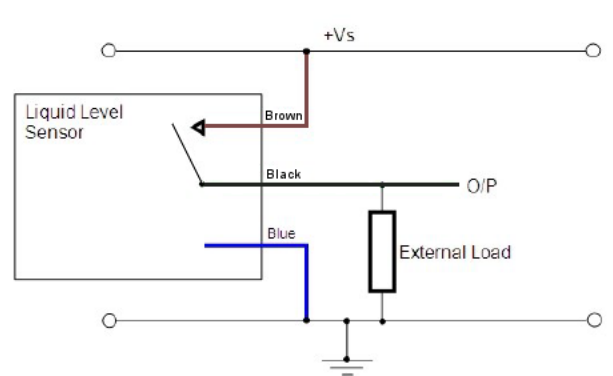 +Vs
Liquid Level
Sensor
Brown
Black
O/P
Blue
External Load